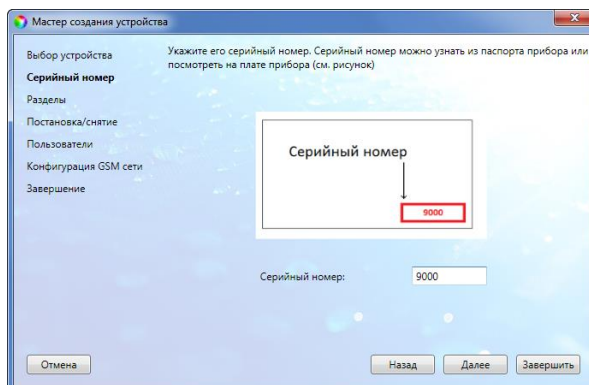 Мастер создания устройства
Выбор устройства
Серийный номер
Разделы
Постановка/снятие
Пользователи
Конфигурация GSM сети
Завершение
Укажите его серийный номер. Серийный номер можно узнать из паспорта прибора или
посмотреть на плате прибора (см. рисунок)
Серийный номер
9000
Серийный номер: 9000
Отмена Назад Далее Завершить